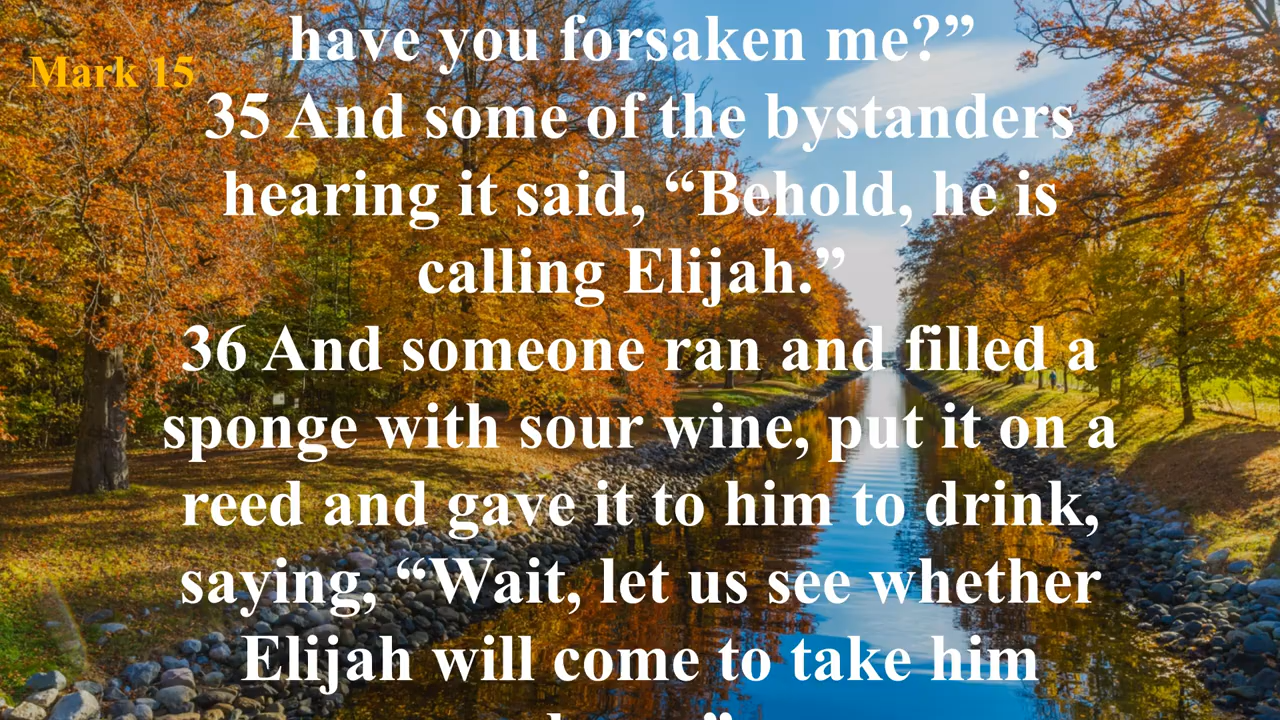 have you forsaken me?”
Mark 15
35 And some of the bystanders
hearing it said, “Behold, he is
calling Elijah.”
36 And someone ran and filled a
sponge with sour wine, put it on a
reed and gave it to him to drink,
saying, “Wait, let us see whether
Elijah will come to take him